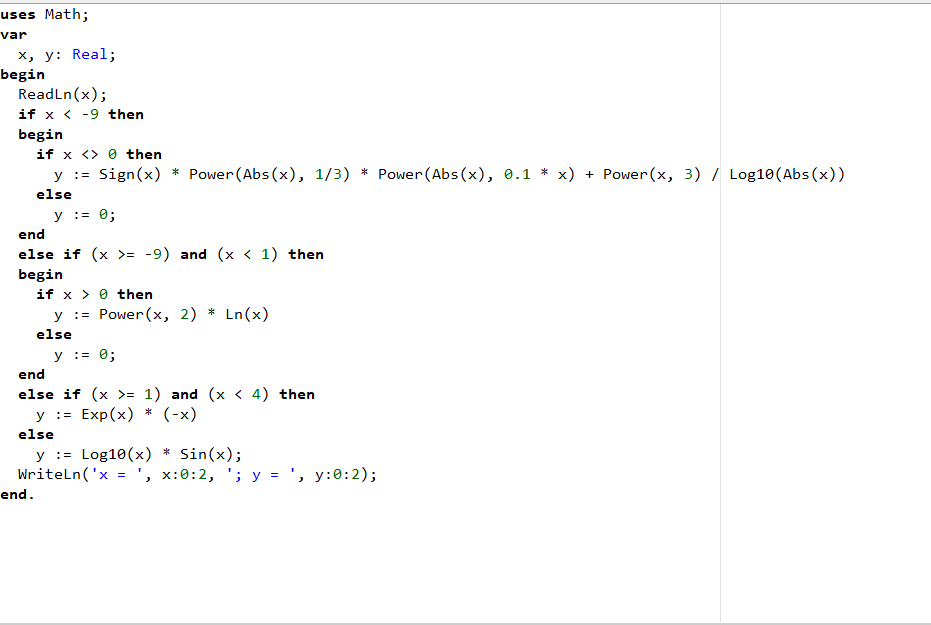 uses Math;
var
  x, y: Real;
begin
  ReadLn(x);
  if x < -9 then
  begin
    if x <> 0 then
      y := Sign(x) * Power(Abs(x), 1/3) * Power(Abs(x), 0.1 * x) + Power(x, 3) / Log10(Abs(x))
    else
      y := 0;
  end
  else if (x >= -9) and (x < 1) then
  begin
    if x > 0 then
      y := Power(x, 2) * Ln(x)
    else
      y := 0;
  end
  else if (x >= 1) and (x < 4) then
    y := Exp(x) * (-x)
  else
    y := Log10(x) * Sin(x);
  WriteLn('x = ', x:0:2, '; y = ', y:0:2);
end.